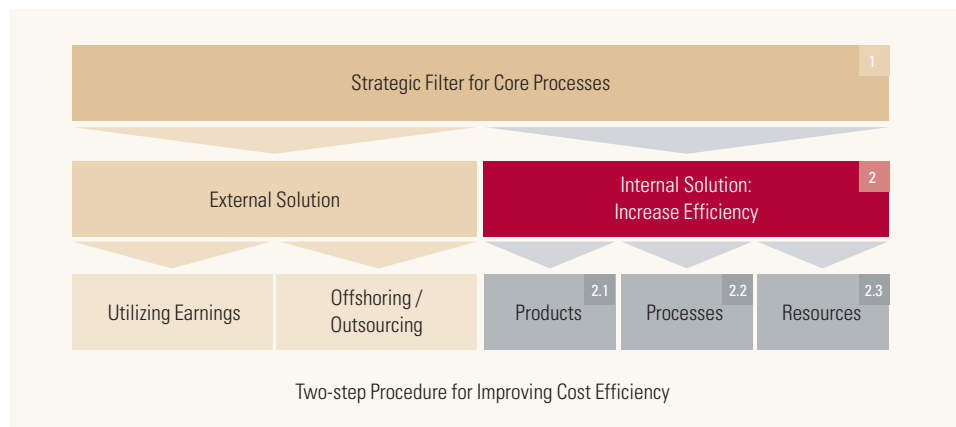 1
Strategic Filter for Core Processes
External Solution
2
Internal Solution:
Increase Efficiency
Utilizing Earnings
Offshoring /
Outsourcing
2.1
Products
2.2
Processes
2.3
Resources
Two-step Procedure for Improving Cost Efficiency